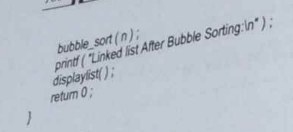 bubble_sort ( n ) ;
printf ( "Linked list After Bubble Sorting:\n" ) ;
displaylist( ) ;
return 0 ;
}